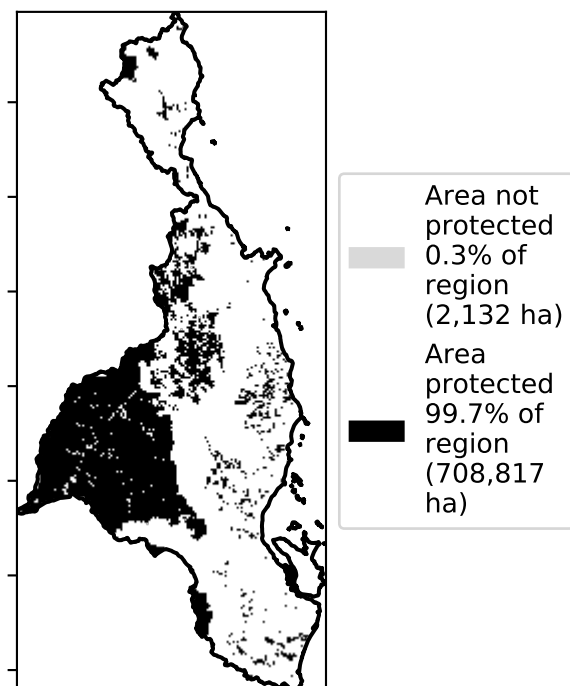 Area not
protected
0.3% of
region
(2,132 ha)
Area
protected
99.7% of
region
(708,817
ha)